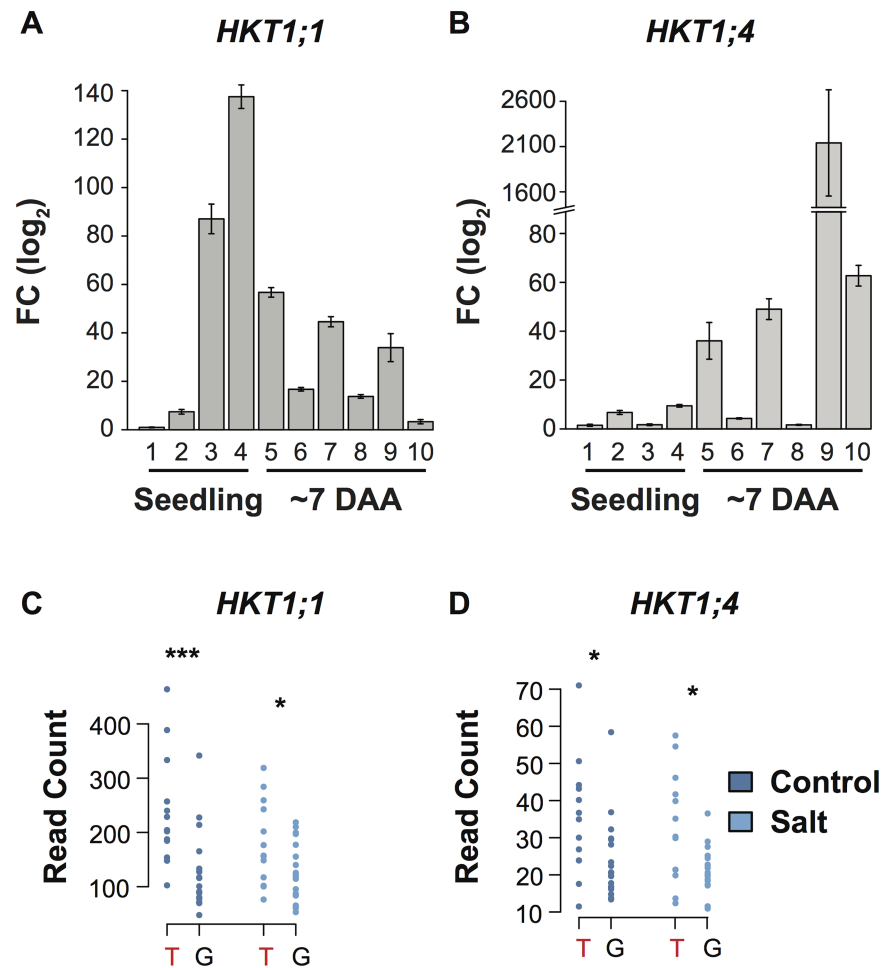 A
HKT1;1
FC (log2)
140
120
100
80
60
40
20
0
1 2 3 4 5 6 7 8 9 10
Seedling ~7 DAA
B
HKT1;4
FC (log2)
2600
2100
1600
80
60
40
20
0
1 2 3 4 5 6 7 8 9 10
Seedling ~7 DAA
C
HKT1;1
*** 
*
Read Count
400
300
200
100
T G T G
D
HKT1;4
*
*
Read Count
70
60
50
40
30
20
10
T G T G
Control
Salt